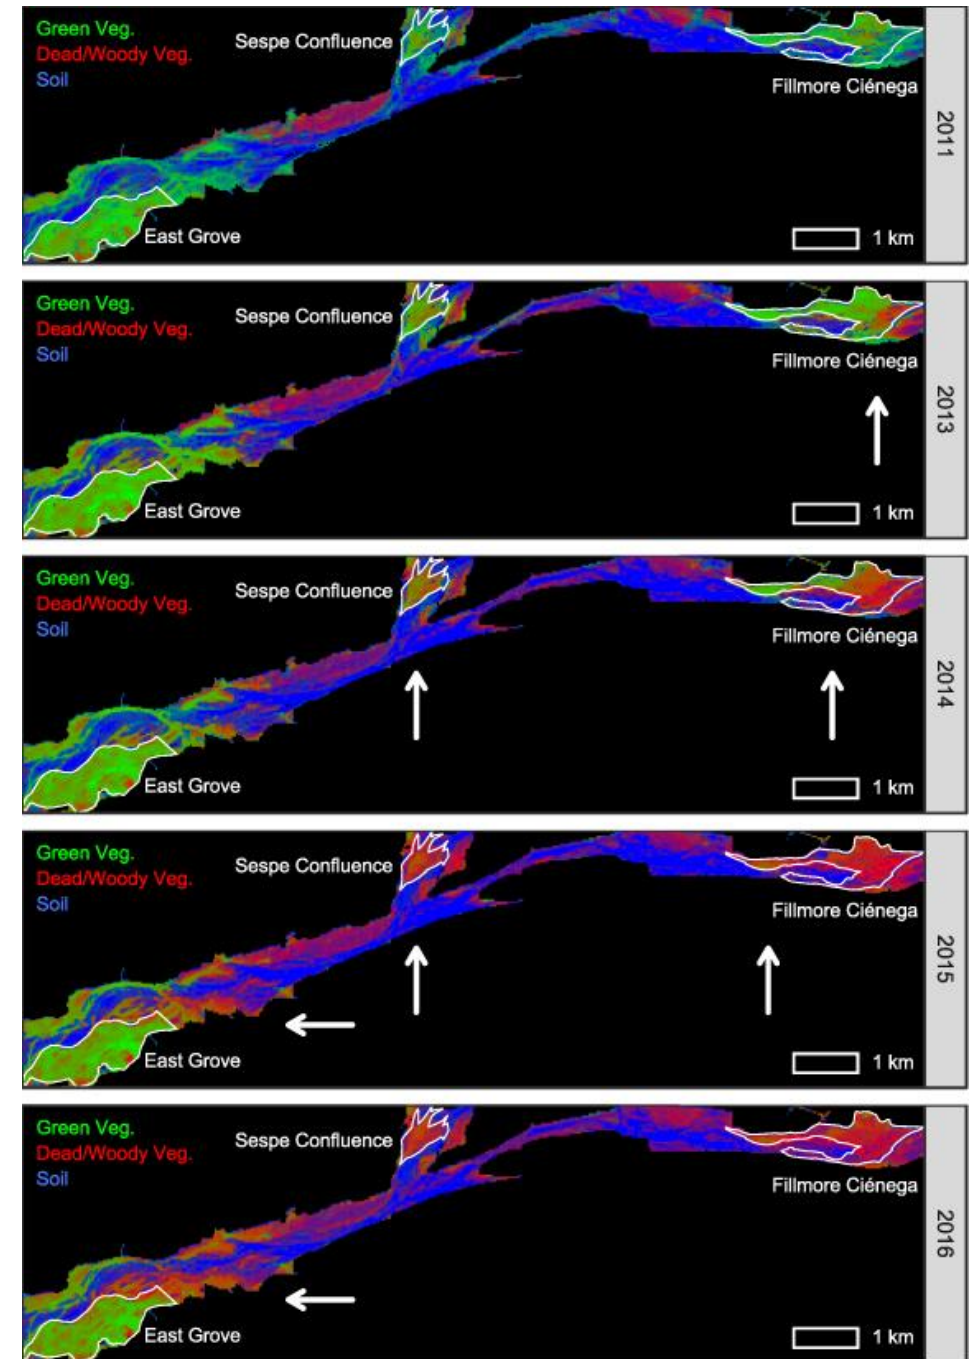 Green Veg.
Dead/Woody Veg.
Soil
Sespe Confluence
Fillmore Ciénega
East Grove
1 km
2011
Green Veg.
Dead/Woody Veg.
Soil
Sespe Confluence
Fillmore Ciénega
East Grove
1 km
2013
Green Veg.
Dead/Woody Veg.
Soil
Sespe Confluence
Fillmore Ciénega
East Grove
1 km
2014
Green Veg.
Dead/Woody Veg.
Soil
Sespe Confluence
Fillmore Ciénega
East Grove
1 km
2015
Green Veg.
Dead/Woody Veg.
Soil
Sespe Confluence
Fillmore Ciénega
East Grove
1 km
2016